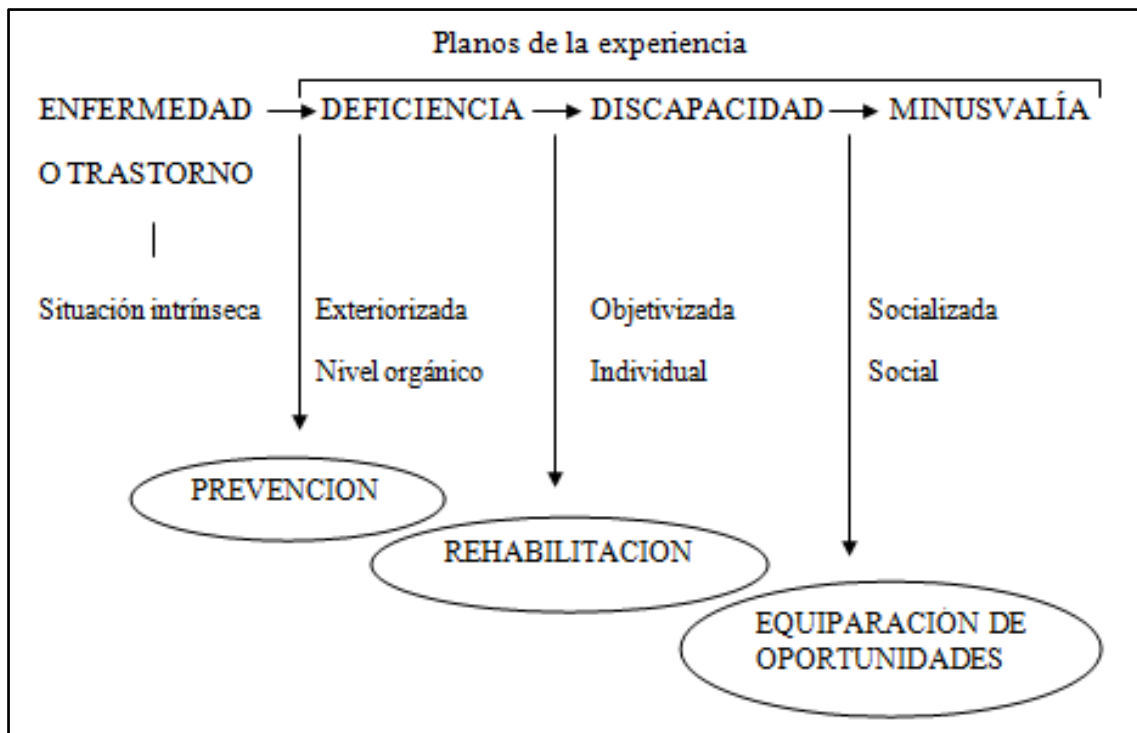 Planos de la experiencia
ENFERMEDAD DEFICIENCIA DISCAPACIDAD MINUSVALÍA
O TRASTORNO
Situación intrínseca Exteriorizada Objetivizada Socializada
Nivel orgánico Individual Social
PREVENCION
REHABILITACION
EQUIPARACIÓN DE
OPORTUNIDADES